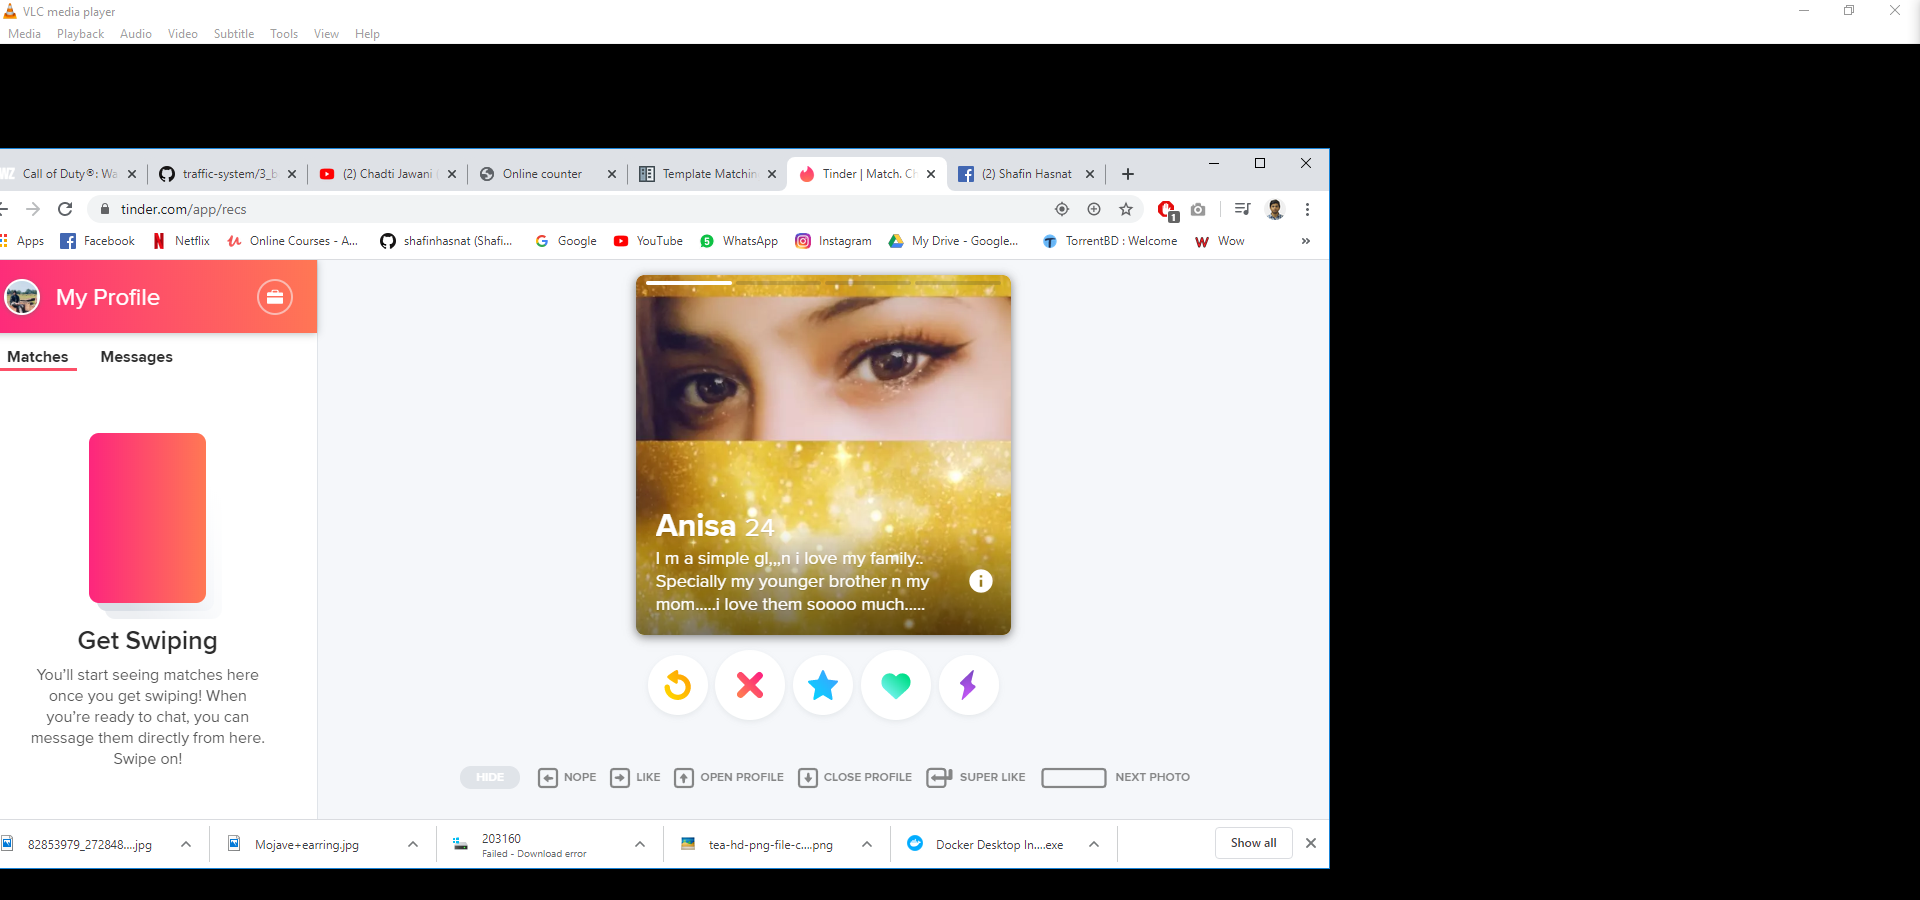 VLC media player
Media Playback Audio Video Subtitle Tools View Help
Call of Duty®: Wa
traffic-system/3_b
(2) Chadti Jawani
Online counter
Template Matchin
Tinder | Match. Ch
(2) Shafin Hasnat
tinder.com/app/recs
1
Apps Facebook Netflix Online Courses - A... shafinhasnat (Shafi... Google YouTube WhatsApp Instagram My Drive - Google... TorrentBD : Welcome Wow »
My Profile
Matches Messages
Get Swiping
You'll start seeing matches here
once you get swiping! When
you're ready to chat, you can
message them directly from here.
Swipe on!
Anisa 24
I m a simple gl,,,n i love my family..
Specially my younger brother n my
mom.....i love them soooo much.....
HIDE NOPE LIKE OPEN PROFILE CLOSE PROFILE SUPER LIKE NEXT PHOTO
82853979_272848....jpg
Mojave+earring.jpg
203160
Failed - Download error
tea-hd-png-file-c....png
Docker Desktop In....exe
Show all